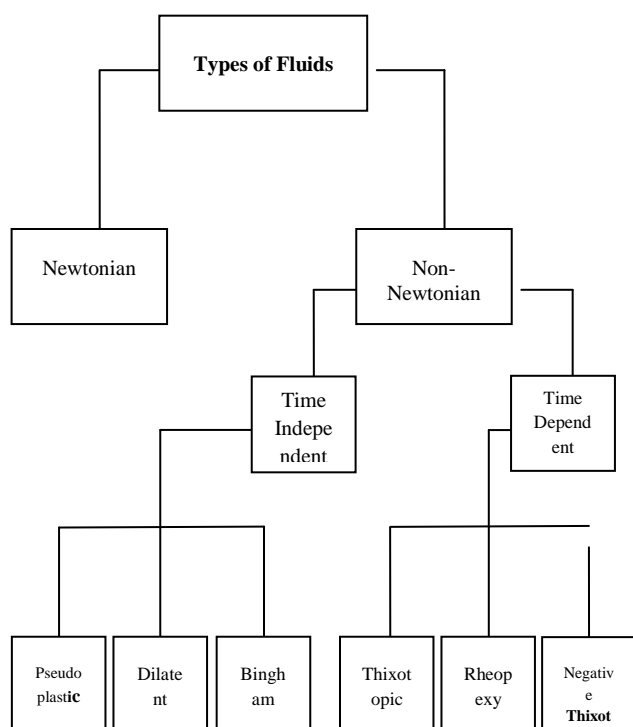 Types of Fluids
Newtonian
Non-
Newtonian
Time
Indepe
ndent
Time
Depend
ent
Pseudo
plastic
Dilate
nt
Bingh
am
Thixot
opic
Rheop
exy
Negativ
e
Thixot